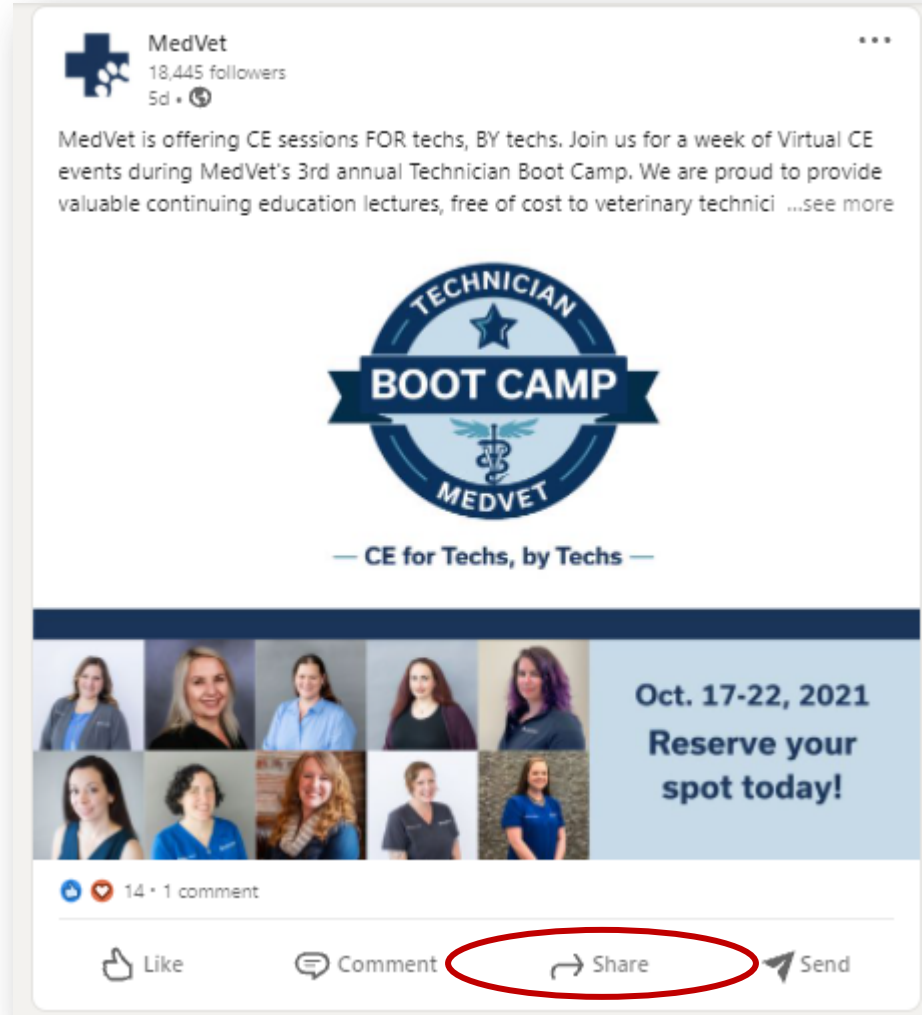 MedVet
18,445 followers
5d •
MedVet is offering CE sessions FOR techs, BY techs. Join us for a week of Virtual CE
events during MedVet's 3rd annual Technician Boot Camp. We are proud to provide
valuable continuing education lectures, free of cost to veterinary technici ...see more
TECHNICIAN
BOOT CAMP
MEDVET
— CE for Techs, by Techs —
Oct. 17-22, 2021
Reserve your
spot today!
14 • 1 comment
Like Comment Share Send